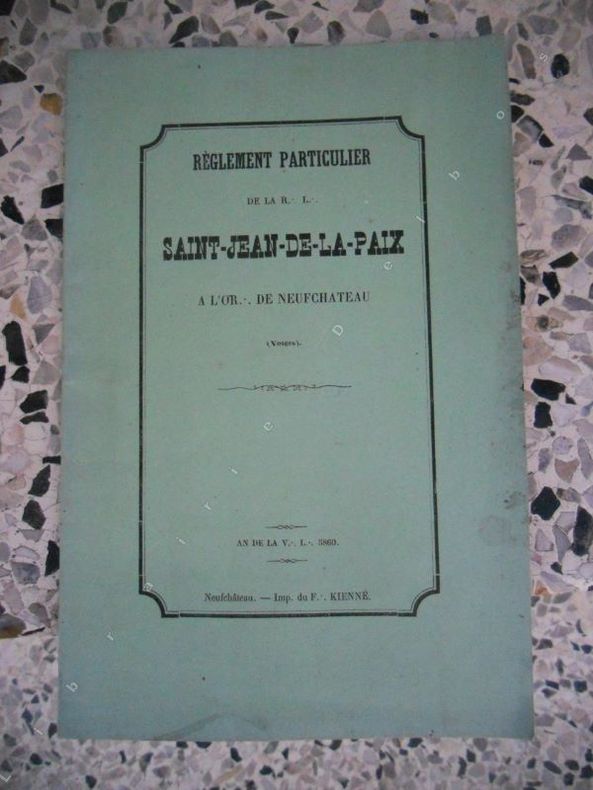 RÈGLEMENT PARTICULIER
DE LA R.·. L.·.
SAINT-JEAN-DE-LA-PAIX
A L'OR.·. DE NEUFCHATEAU
(Vosges).
AN DE LA V.·. L.·. 5860.
Neufchâteau. — Imp. du F.·. KIENNÉ.